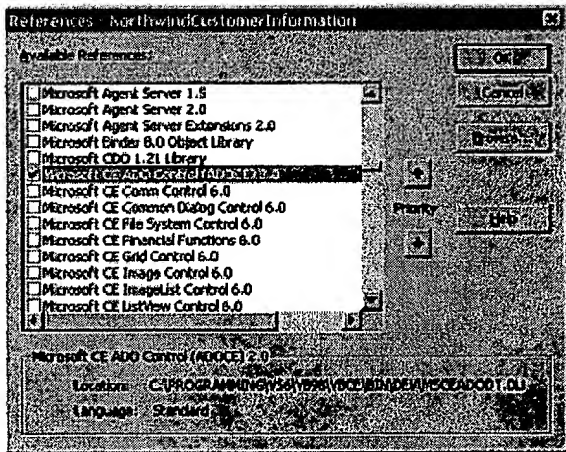 References - NorthwindCustomerInformation
Available References:
OK
Microsoft Agent Server 1.5
Cancel
Microsoft Agent Server 2.0
Microsoft Agent Server Extensions 2.0
Microsoft Binder 8.0 Object Library
Browse...
Microsoft CDO 1.21 Library
Microsoft CE ADO Control (ADOCE) 2.0
Microsoft CE Comm Control 6.0
Microsoft CE Common Dialog Control 6.0
Priority
Microsoft CE File System Control 6.0
Help
Microsoft CE Financial Functions 6.0
Microsoft CE Grid Control 6.0
Microsoft CE Image Control 6.0
Microsoft CE ImageList Control 6.0
Microsoft CE ListView Control 6.0
Microsoft CE ADO Control (ADOCE) 2.0
Location:
Language: Standard